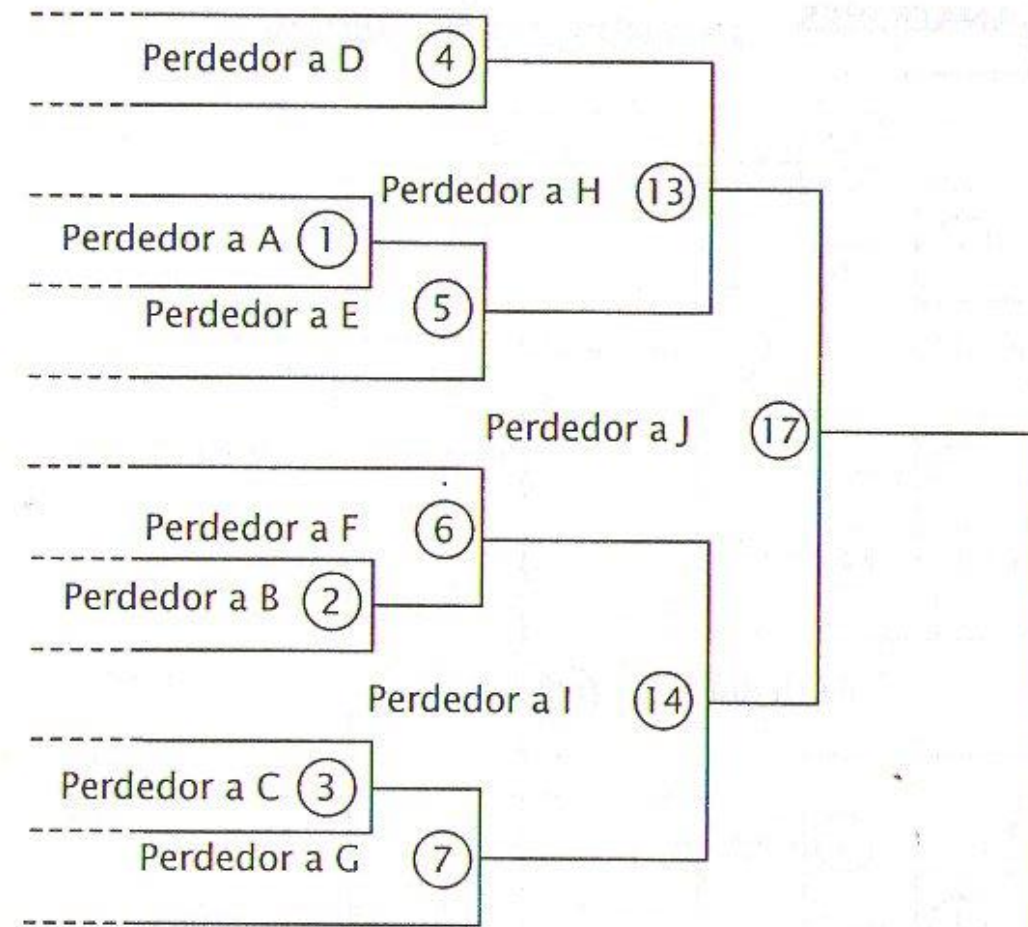 Perdedor a D 4
Perdedor a H 13
Perdedor a A 1
Perdedor a E 5
Perdedor a J 17
Perdedor a F 6
Perdedor a B 2
Perdedor a I 14
Perdedor a C 3
Perdedor a G 7